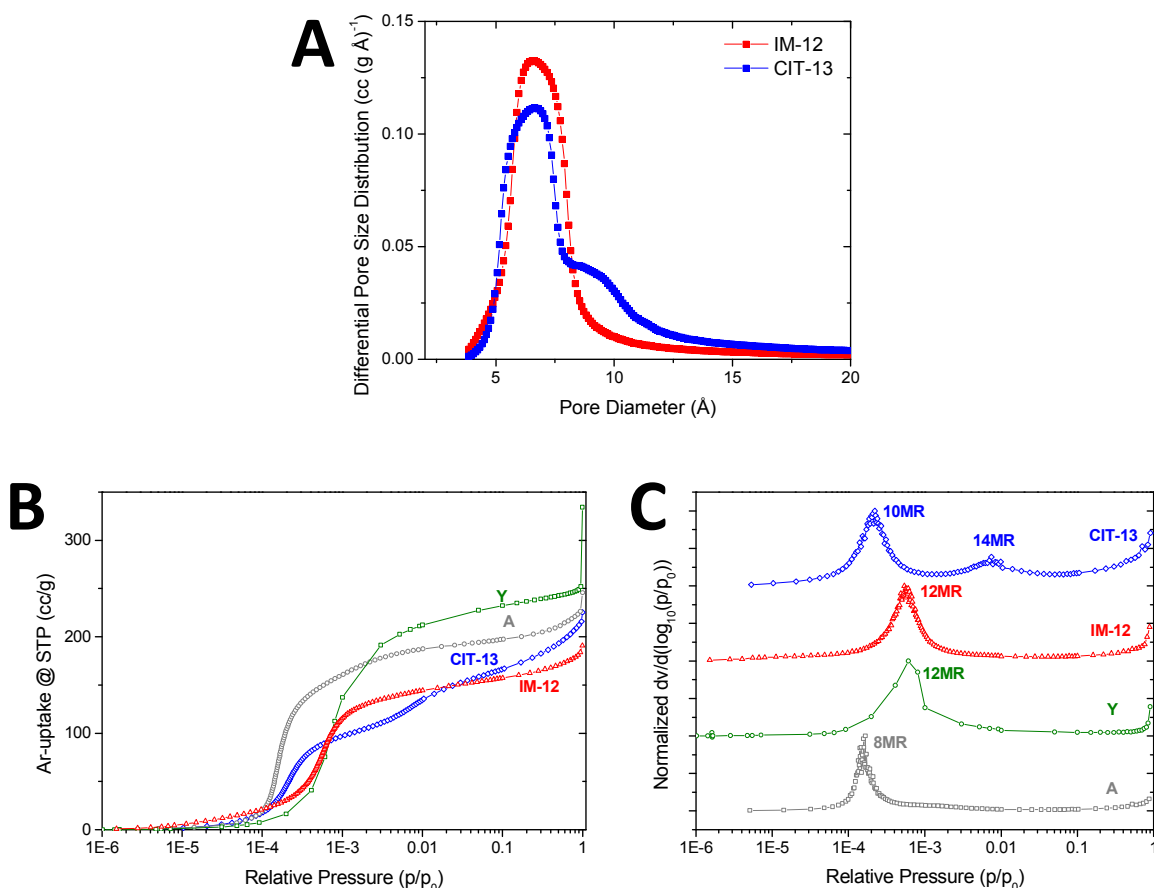 A
Differential Pore Size Distribution (cc (g Å)⁻¹)
0.15
0.10
0.05
0.00
IM-12
CIT-13
5
10
15
20
Pore Diameter (Å)
B
Ar-uptake @ STP (cc/g)
300
200
100
0
Y
A
CIT-13
IM-12
1E-6
1E-5
1E-4
1E-3
0.01
0.1
1
Relative Pressure (p/p₀)
C
Normalized dv/d(log₁₀(p/p₀))
10MR
14MR
CIT-13
12MR
IM-12
12MR
Y
8MR
A
1E-6
1E-5
1E-4
1E-3
0.01
0.1
1
Relative Pressure (p/p₀)